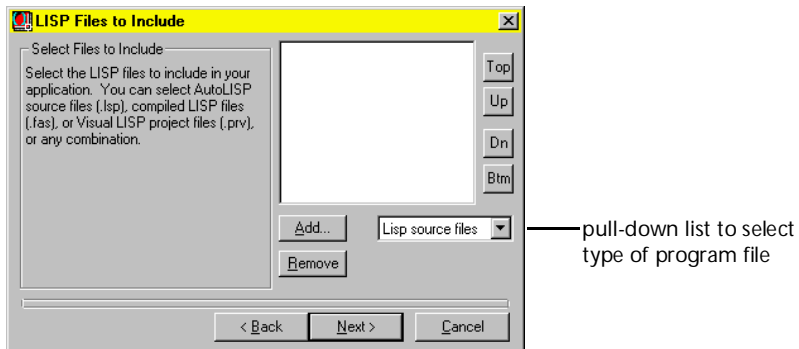 LISP Files to Include
Select Files to Include
Select the LISP files to include in your
application. You can select AutoLISP
source files (.lsp), compiled LISP files
(.fas), or Visual LISP project files (.prv),
or any combination.
Top
Up
Dn
Btm
Add...
Lisp source files
Remove
< Back
Next >
Cancel
pull-down list to select
type of program file